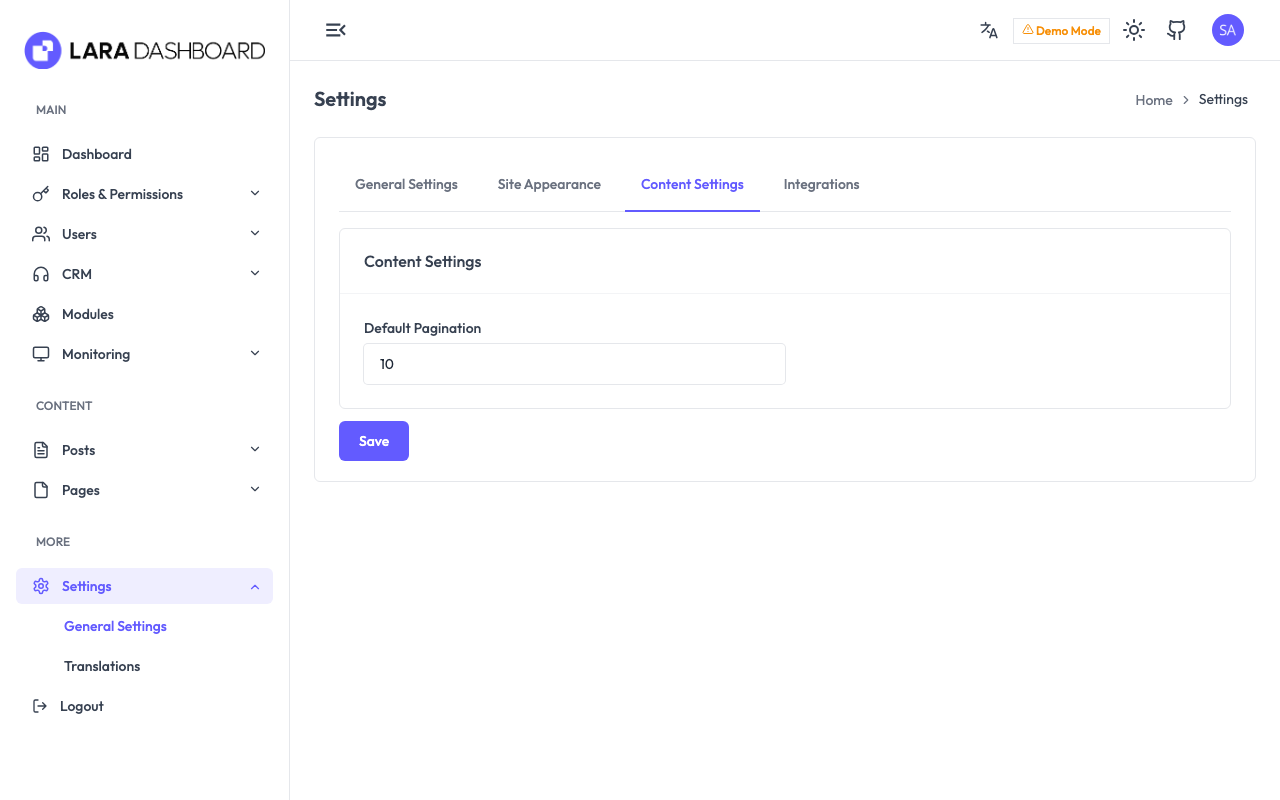 LARA DASHBOARD
MAIN
Dashboard
Roles & Permissions
Users
CRM
Modules
Monitoring
CONTENT
Posts
Pages
MORE
Settings
General Settings
Translations
Logout
Demo Mode
SA
Settings
Home
Settings
General Settings
Site Appearance
Content Settings
Integrations
Content Settings
Default Pagination
10
Save